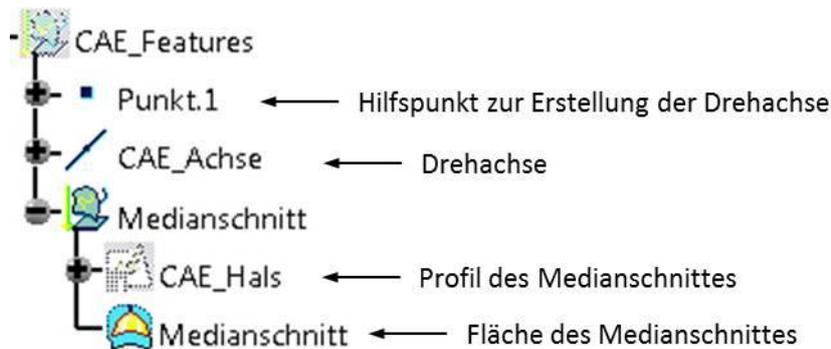 CAE_Features
Punkt.1 Hilfspunkt zur Erstellung der Drehachse
CAE_Achse Drehachse
Medianschnitt
CAE_Hals Profil des Medianschnittes
Medianschnitt Fläche des Medianschnittes